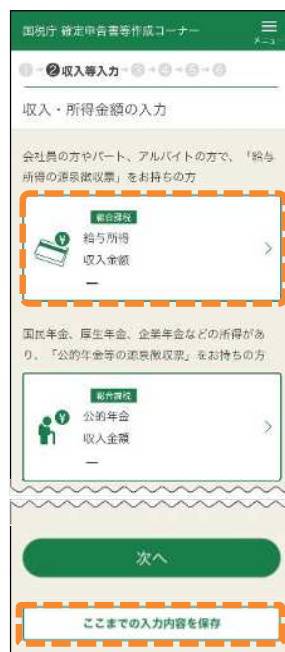 国税庁 確定申告書等作成コーナー
メニュー
1 2 収入等入力 3 4 5 6
収入・所得金額の入力
会社員の方やパート、アルバイトの方で、「給与
所得の源泉徴収票」をお持ちの方
総合課税
給与所得
収入金額
ー
国民年金、厚生年金、企業年金などの所得があ
り、「公的年金等の源泉徴収票」をお持ちの方
総合課税
公的年金
収入金額
ー
次へ
ここまでの入力内容を保存